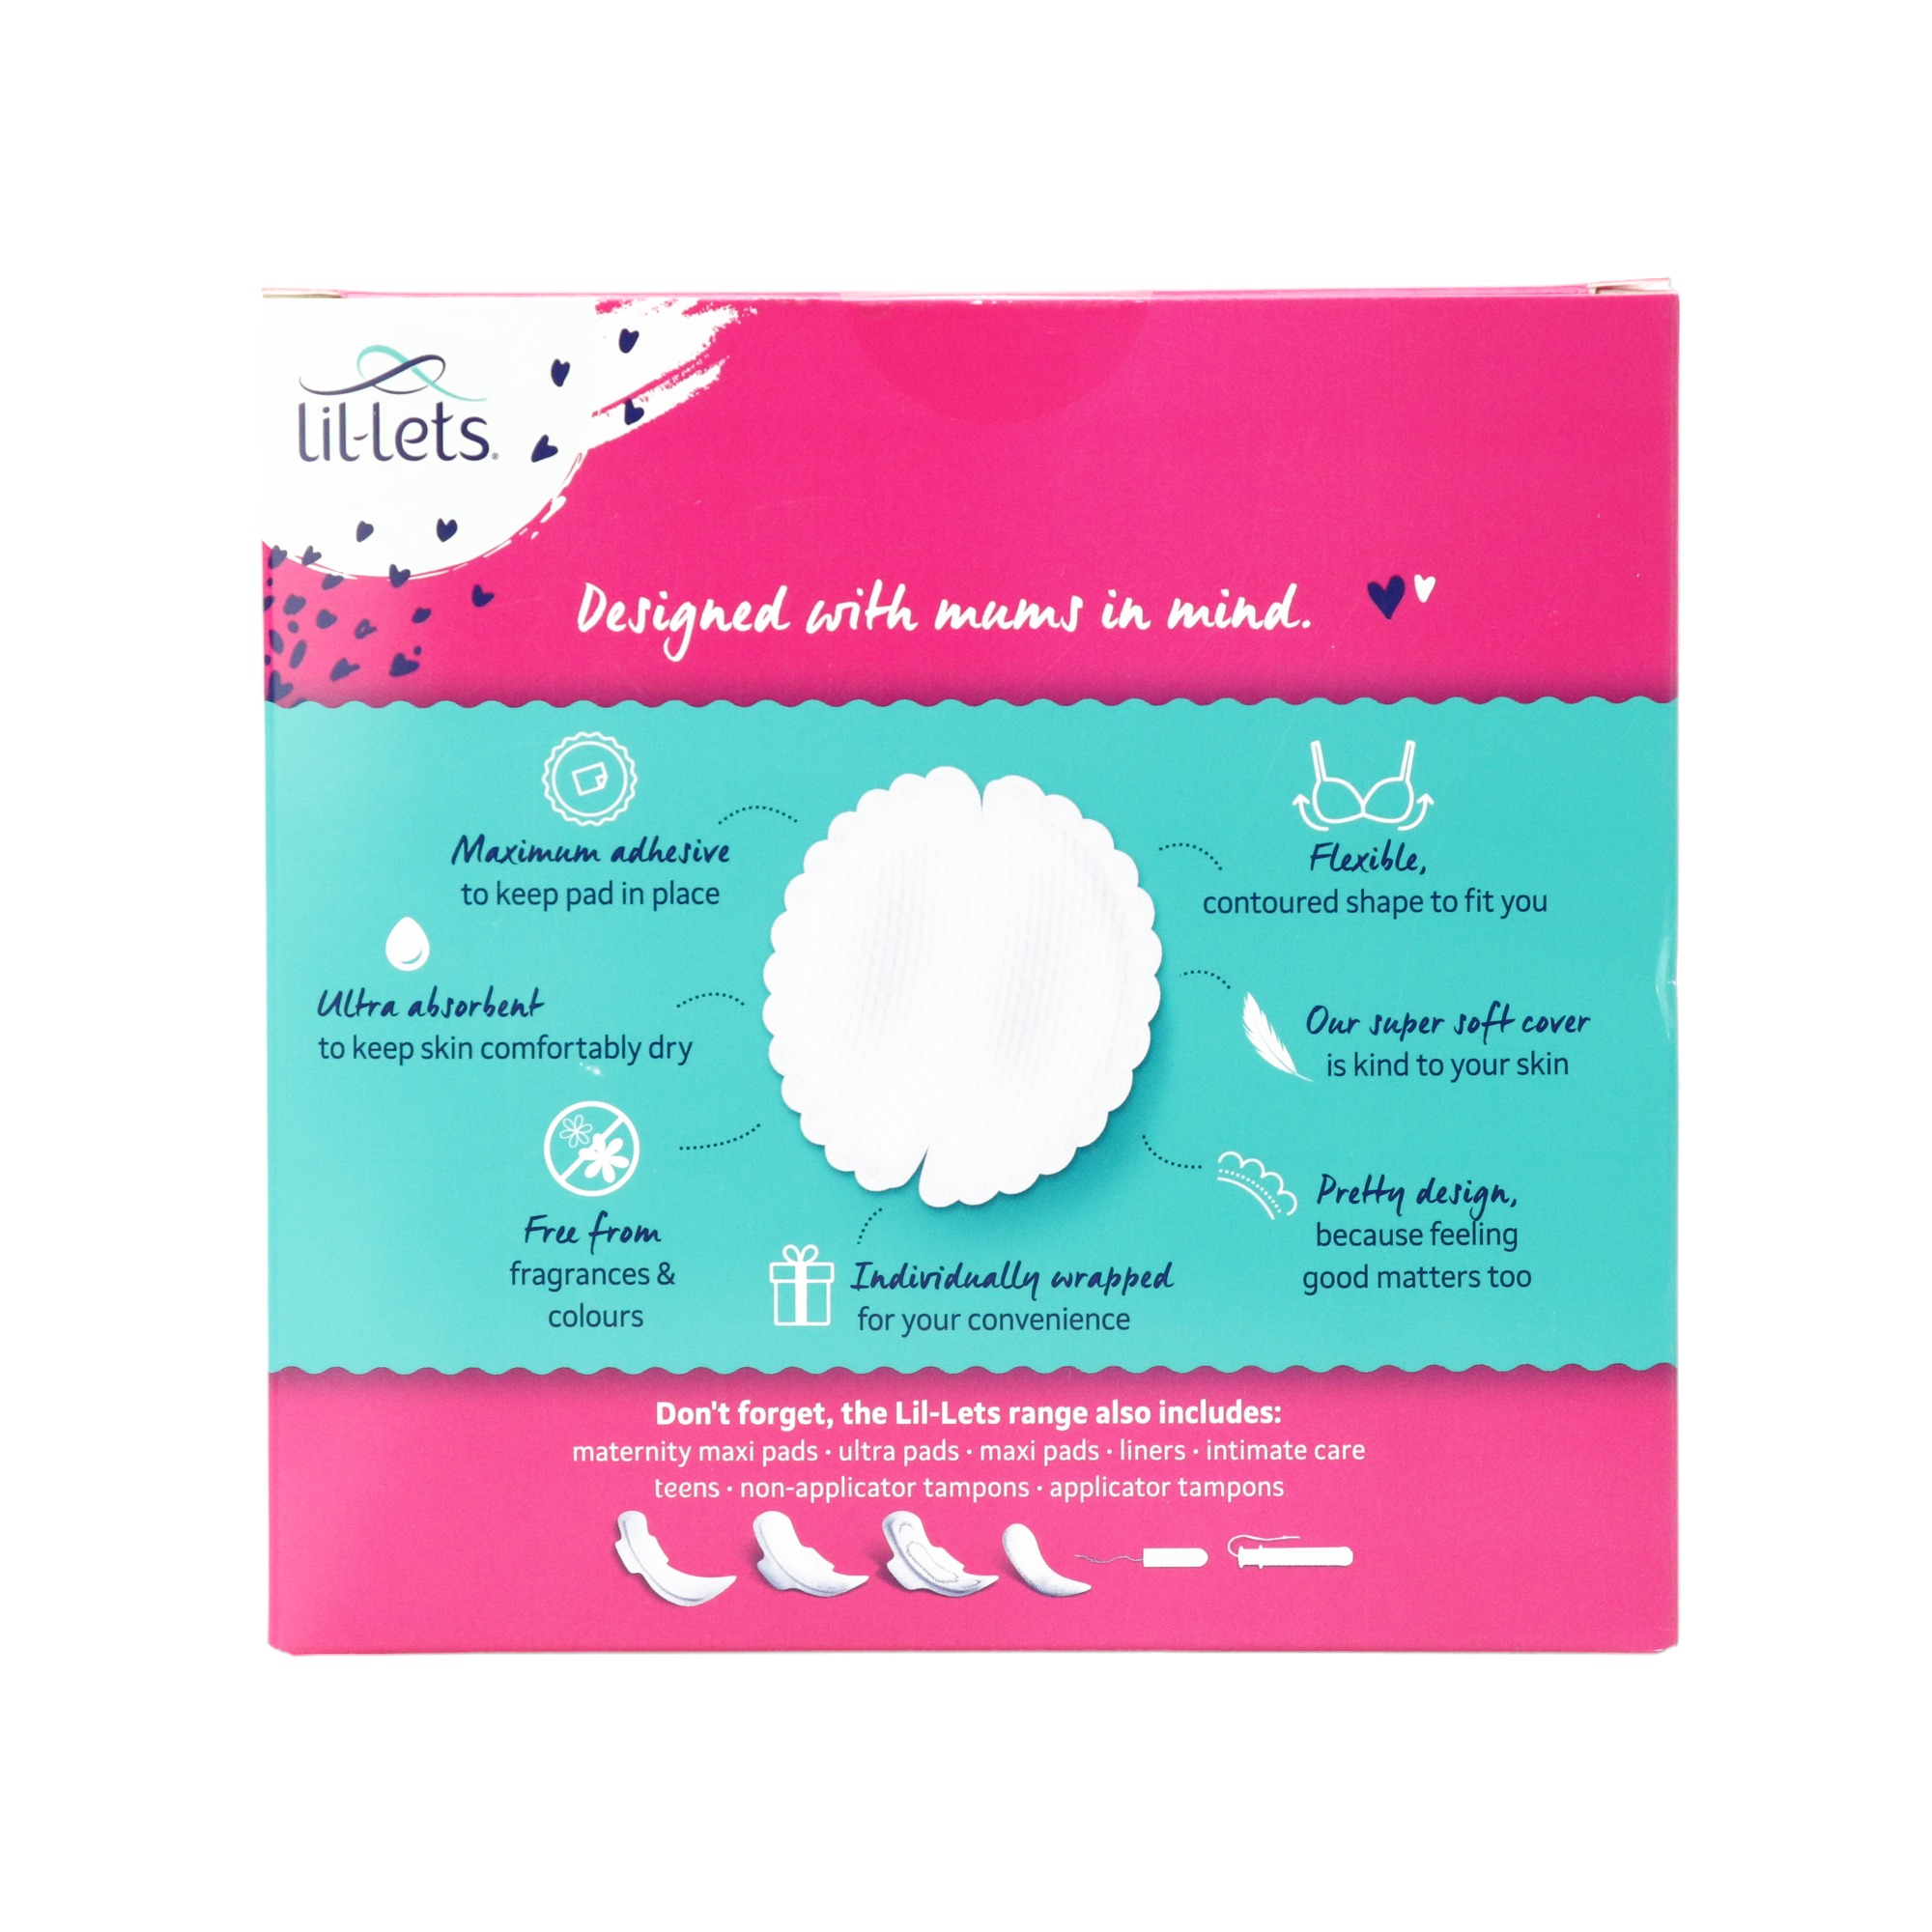 lil-lets®
Designed with mums in mind.
Maximum adhesive
to keep pad in place
Flexible,
contoured shape to fit you
Ultra absorbent
to keep skin comfortably dry
Our super soft cover
is kind to your skin
Free from
fragrances &
colours
Individually wrapped
for your convenience
Pretty design,
because feeling
good matters too
Don't forget, the Lil-Lets range also includes:
maternity maxi pads · ultra pads · maxi pads · liners · intimate care
teens · non-applicator tampons · applicator tampons